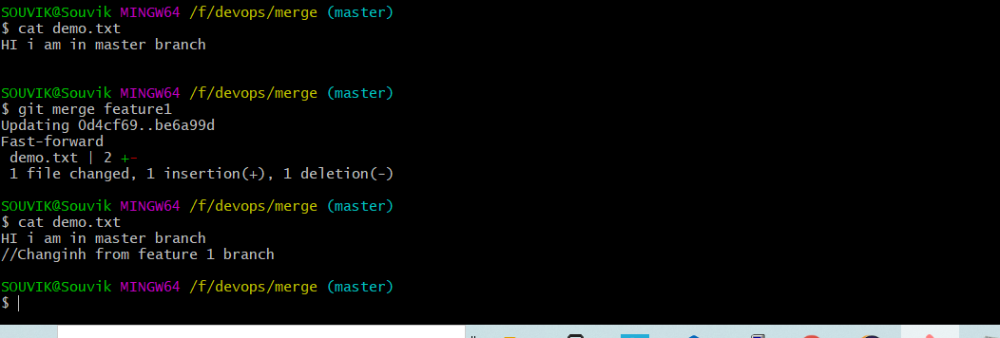 SOUVIK@Souvik MINGW64 /f/devops/merge (master)
$ cat demo.txt
HI i am in master branch
SOUVIK@Souvik MINGW64 /f/devops/merge (master)
$ git merge feature1
Updating 0d4cf69..be6a99d
Fast-forward
 demo.txt | 2 +-
 1 file changed, 1 insertion(+), 1 deletion(-)
SOUVIK@Souvik MINGW64 /f/devops/merge (master)
$ cat demo.txt
HI i am in master branch
//Changinh from feature 1 branch
SOUVIK@Souvik MINGW64 /f/devops/merge (master)
$